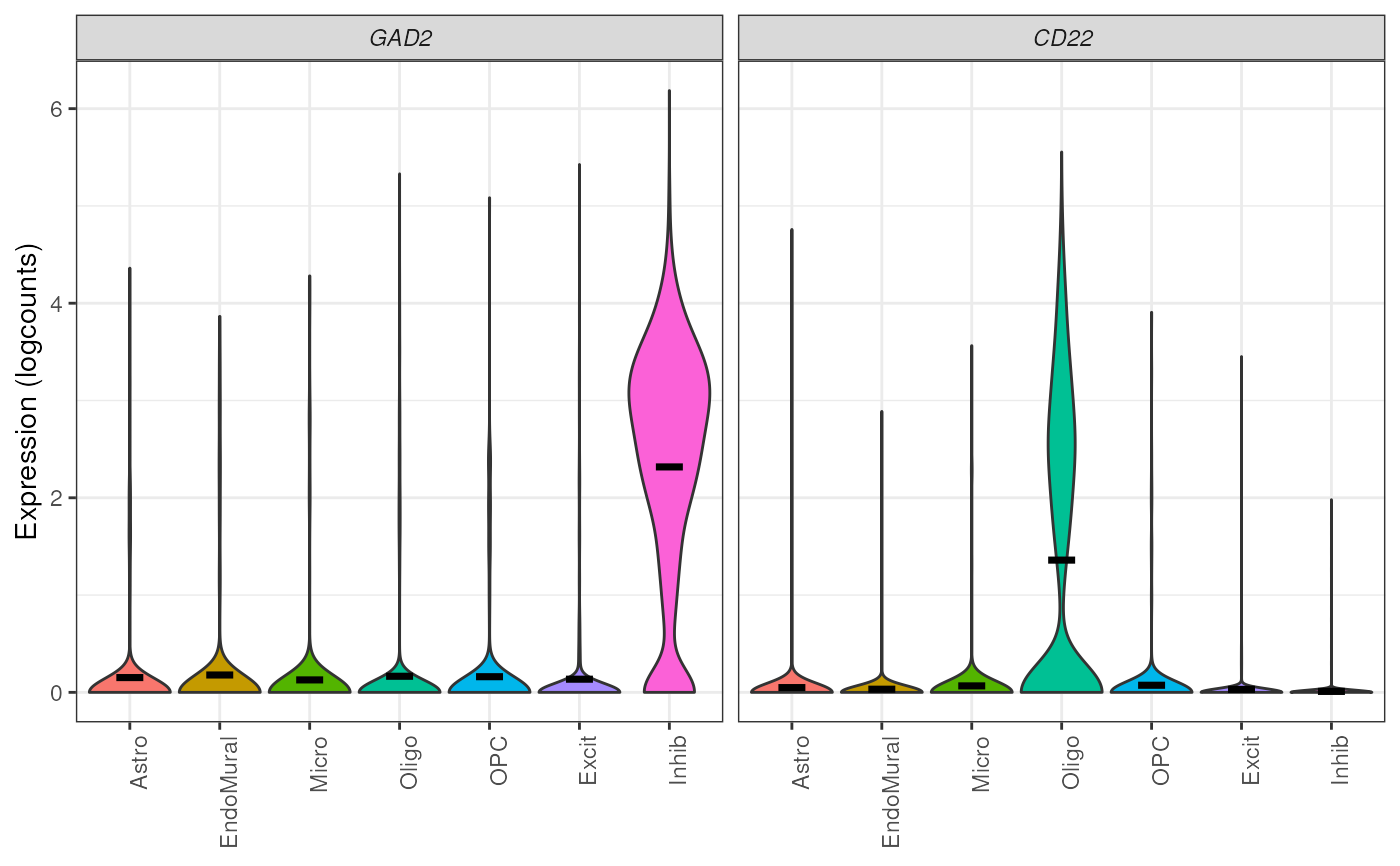 GAD2
CD22
Expression (logcounts)
6
4
2
0
Astro
EndoMural
Micro
Oligo
OPC
Excit
Inhib
Astro
EndoMural
Micro
Oligo
OPC
Excit
Inhib